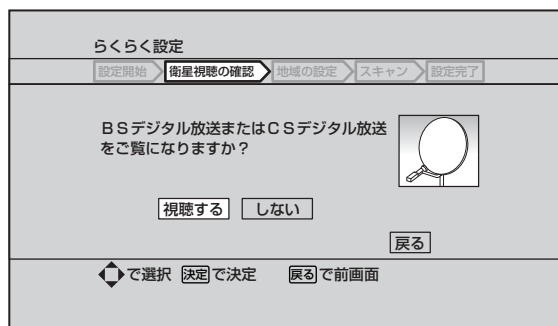 らくらく設定
設定開始 衛星視聴の確認 地域の設定 スキャン 設定完了
BSデジタル放送またはCSデジタル放送
をご覧になりますか？
視聴する しない
戻る
で選択 決定で決定 戻るで前画面